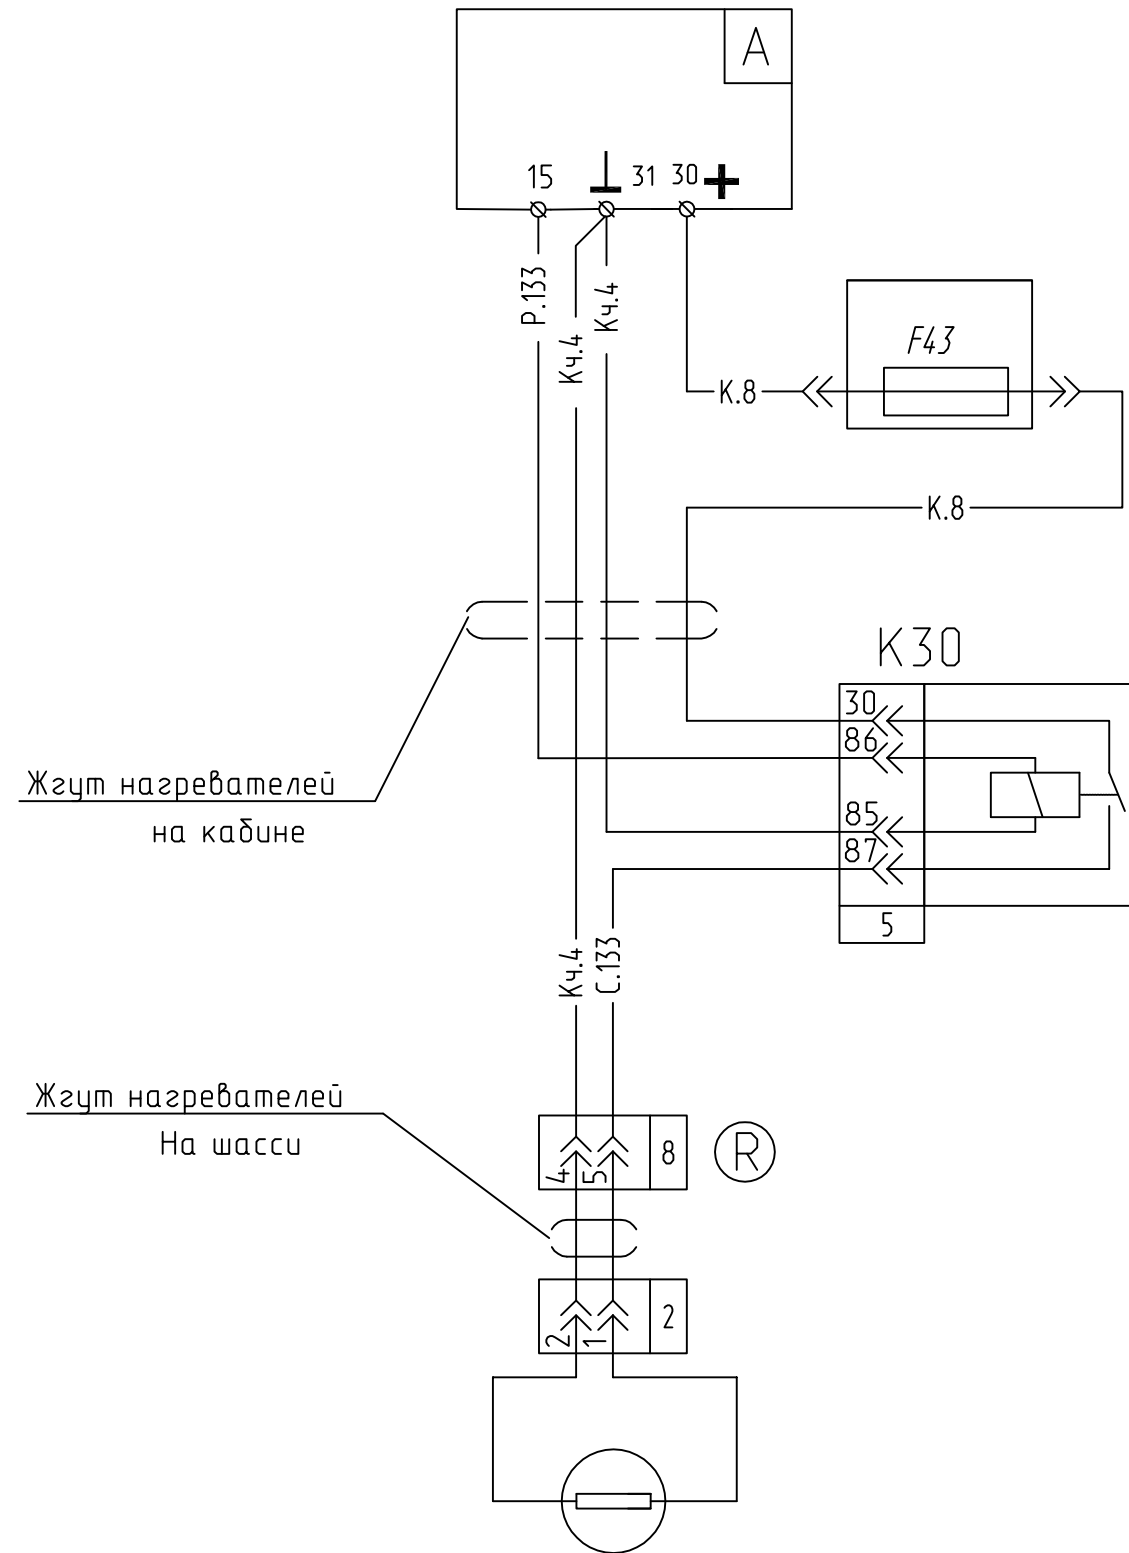 A
15
31
30
Р.133
Кч.4
Кч.4
F43
К.8
К.8
К30
30
86
85
87
5
Жгут нагревателей
на кабине
Кч.4
С.133
Жгут нагревателей
На шасси
4
5
8
R
2
1
2